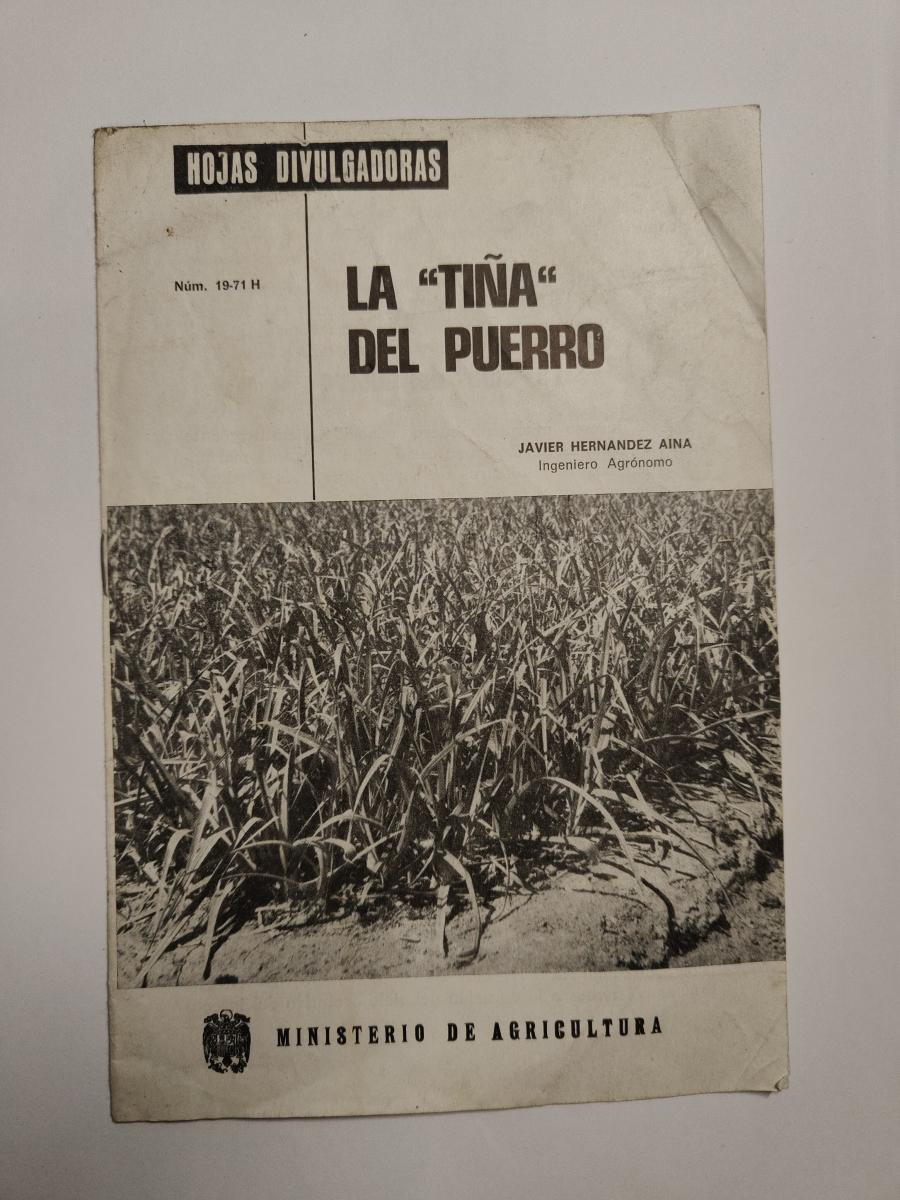 HOJAS DIVULGADORAS
Núm. 19-71 H
LA “TIÑA“
DEL PUERRO
JAVIER HERNANDEZ AINA
Ingeniero Agrónomo
MINISTERIO DE AGRICULTURA